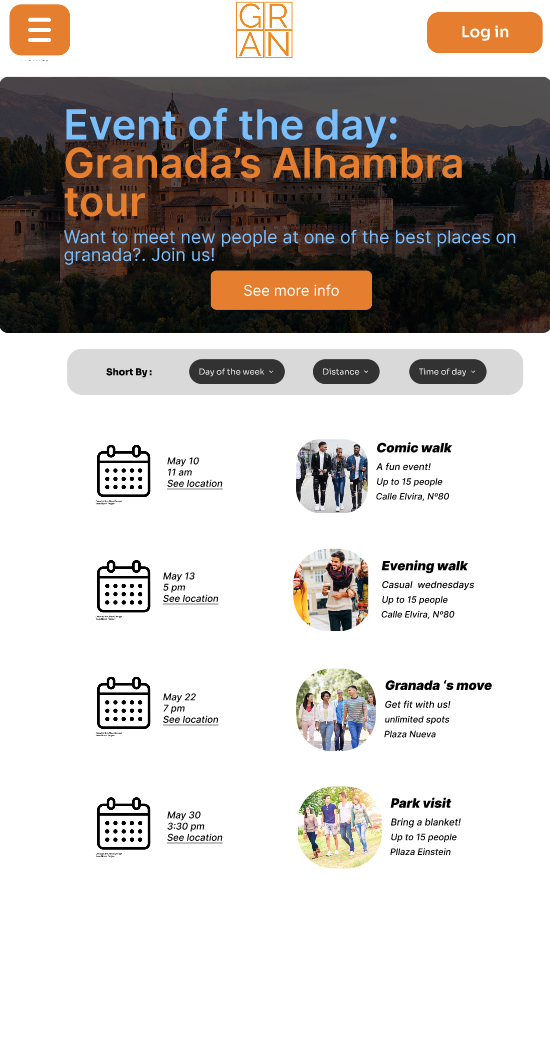 GR
AN
Log in
Event of the day:
Granada's Alhambra
tour
Want to meet new people at one of the best places on
granada?. Join us!
See more info
Short By :
Day of the week
Distance
Time of day
May 10
11 am
See location
Comic walk
A fun event!
Up to 15 people
Calle Elvira, Nº80
May 13
5 pm
See location
Evening walk
Casual wednesdays
Up to 15 people
Calle Elvira, Nº80
May 22
7 pm
See location
Granada 's move
Get fit with us!
unlimited spots
Plaza Nueva
May 30
3:30 pm
See location
Park visit
Bring a blanket!
Up to 15 people
Pllaza Einstein